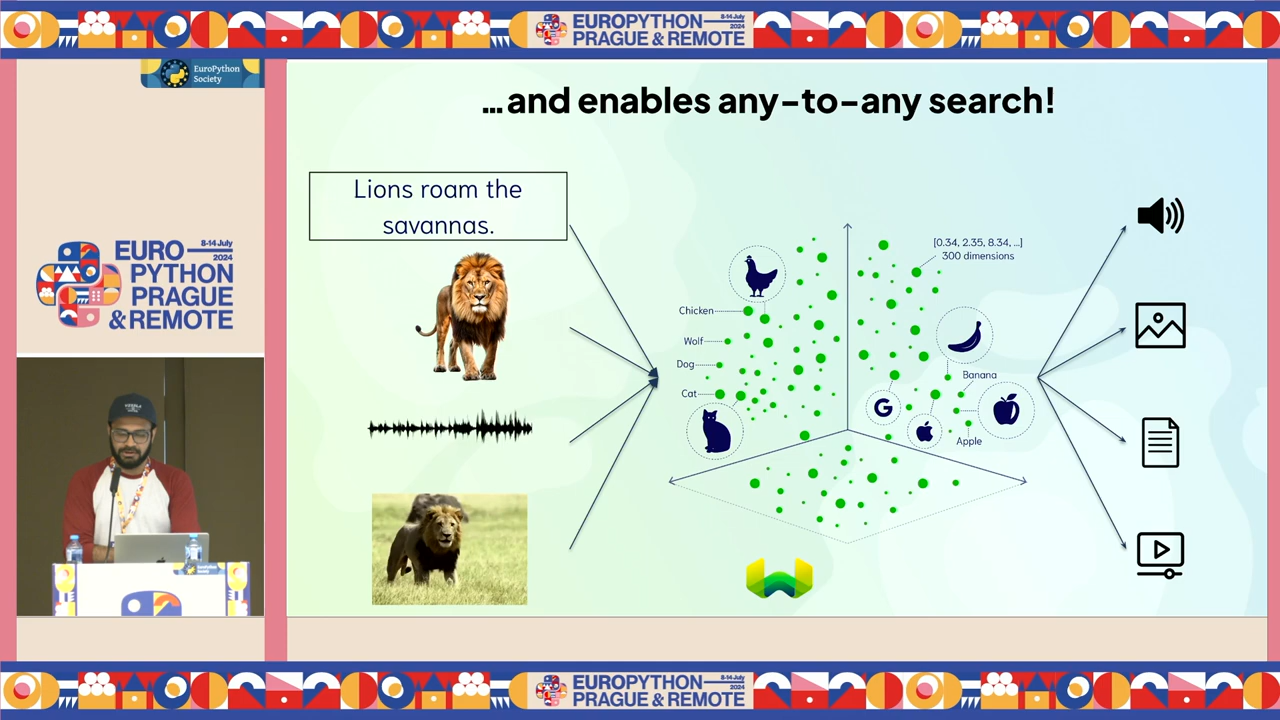 EUROPYTHON
8-14 July
2024
PRAGUE & REMOTE
EuroPython
Society
...and enables any-to-any search!
Lions roam the
savannas.
[0.34, 2.35, 8.34, ...]
300 dimensions
Chicken
Wolf
Dog
Cat
Banana
G
Apple
EURO
8-14 July
2024
PYTHON
PRAGUE
& REMOTE
EuroPython
Society
EUROPYTHON
8-14 July
2024
PRAGUE & REMOTE